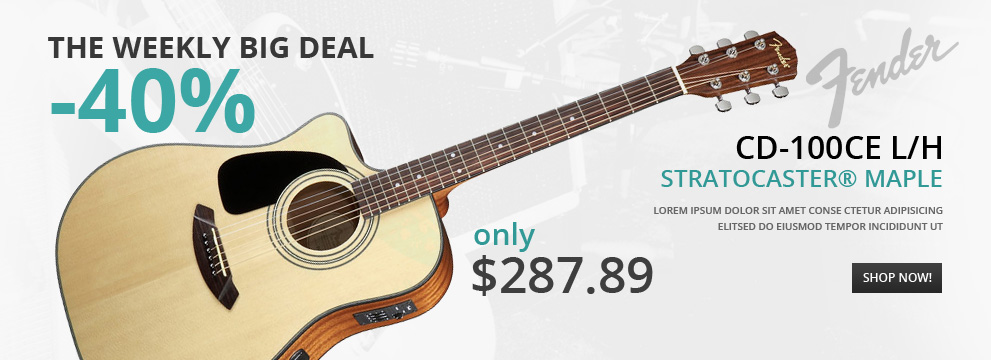 THE WEEKLY BIG DEAL
-40%
Fender
Fender
CD-100CE L/H
STRATOCASTER® MAPLE
LOREM IPSUM DOLOR SIT AMET CONSE CTETUR ADIPISICING
ELITSED DO EIUSMOD TEMPOR INCIDIDUNT UT
only
$287.89
SHOP NOW!